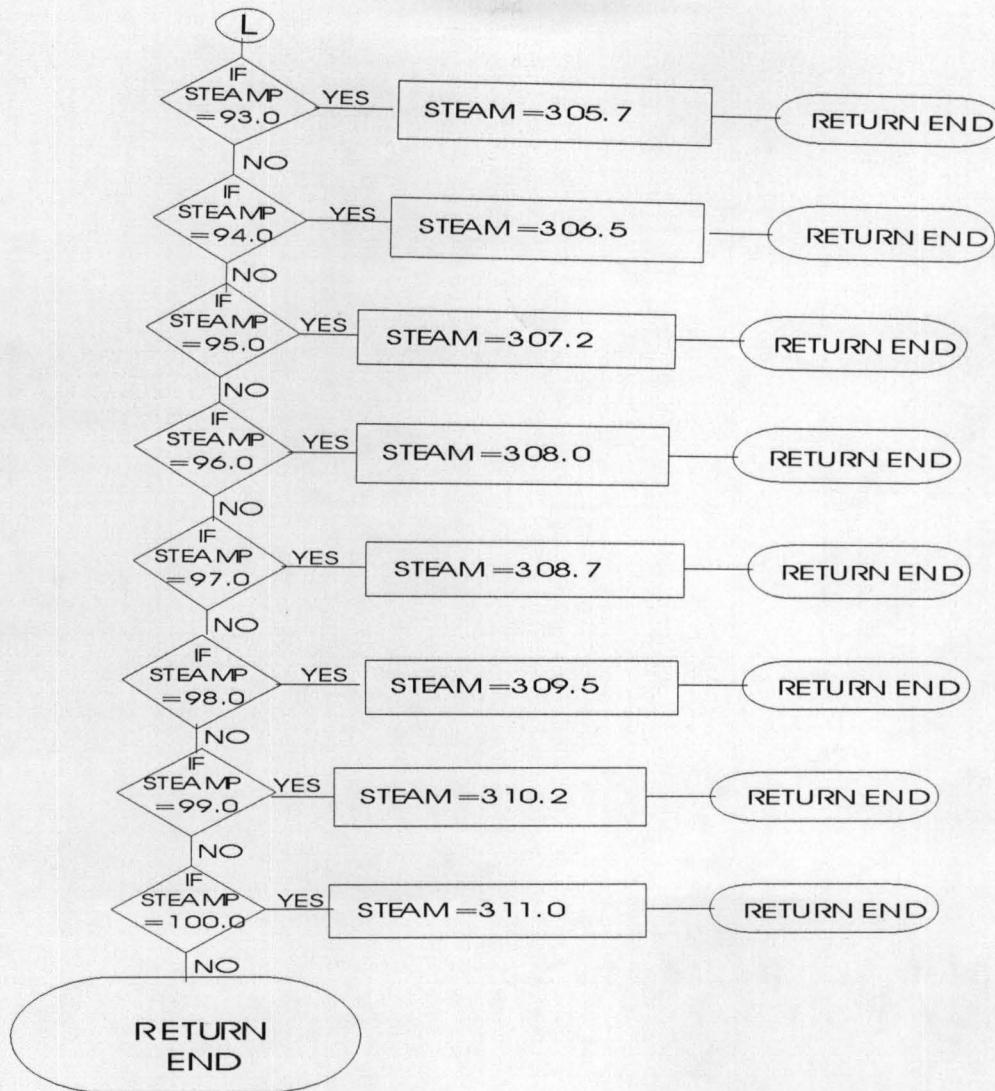 L
IF
STEAMP
=93.0
YES
STEAM=305.7
RETURN END
NO
IF
STEAMP
=94.0
YES
STEAM=306.5
RETURN END
NO
IF
STEAMP
=95.0
YES
STEAM=307.2
RETURN END
NO
IF
STEAMP
=96.0
YES
STEAM=308.0
RETURN END
NO
IF
STEAMP
=97.0
YES
STEAM=308.7
RETURN END
NO
IF
STEAMP
=98.0
YES
STEAM=309.5
RETURN END
NO
IF
STEAMP
=99.0
YES
STEAM=310.2
RETURN END
NO
IF
STEAMP
=100.0
YES
STEAM=311.0
RETURN END
NO
RETURN
END